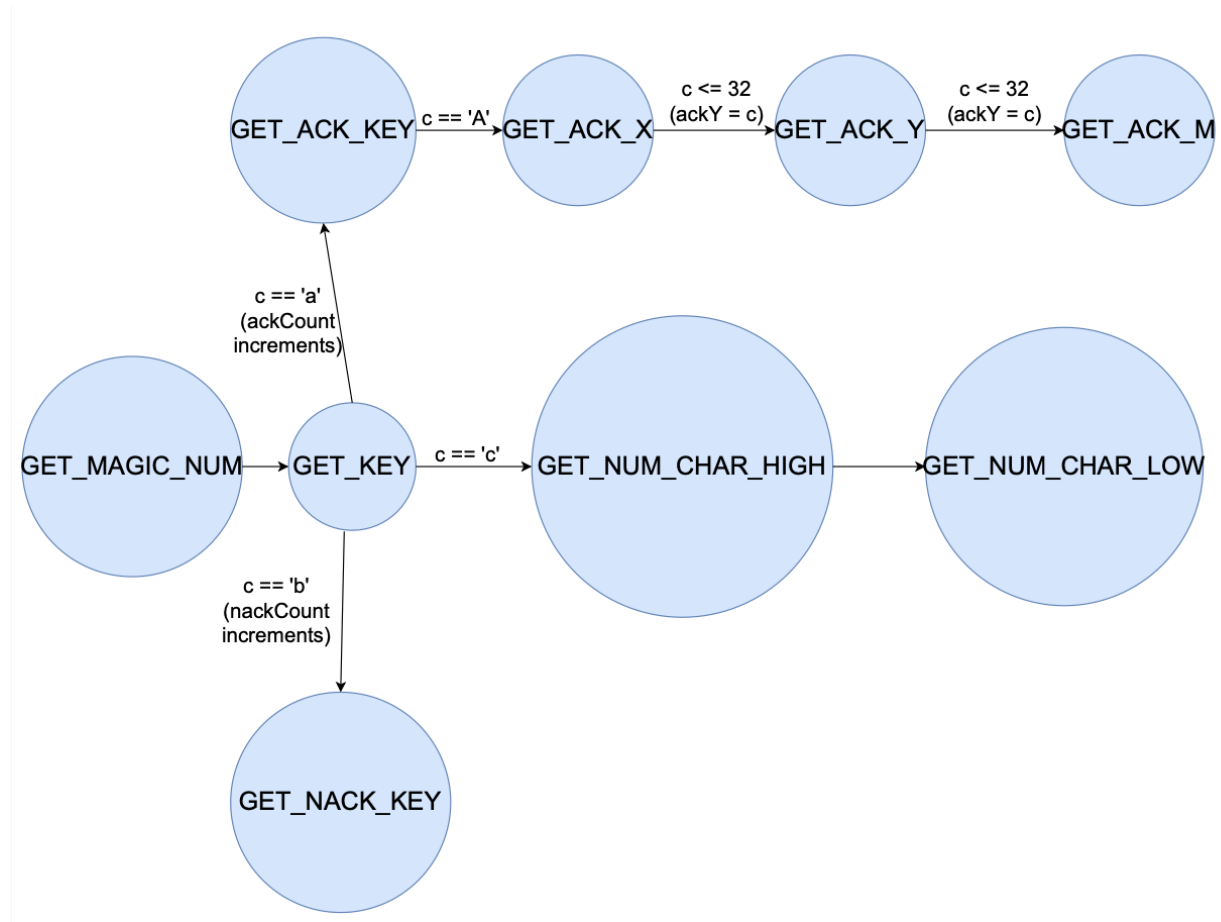 GET_ACK_KEY
c == 'A'
GET_ACK_X
c <= 32
(ackY = c)
GET_ACK_Y
c <= 32
(ackY = c)
GET_ACK_M
c == 'a'
(ackCount
increments)
GET_MAGIC_NUM
GET_KEY
c == 'c'
GET_NUM_CHAR_HIGH
GET_NUM_CHAR_LOW
c == 'b'
(nackCount
increments)
GET_NACK_KEY